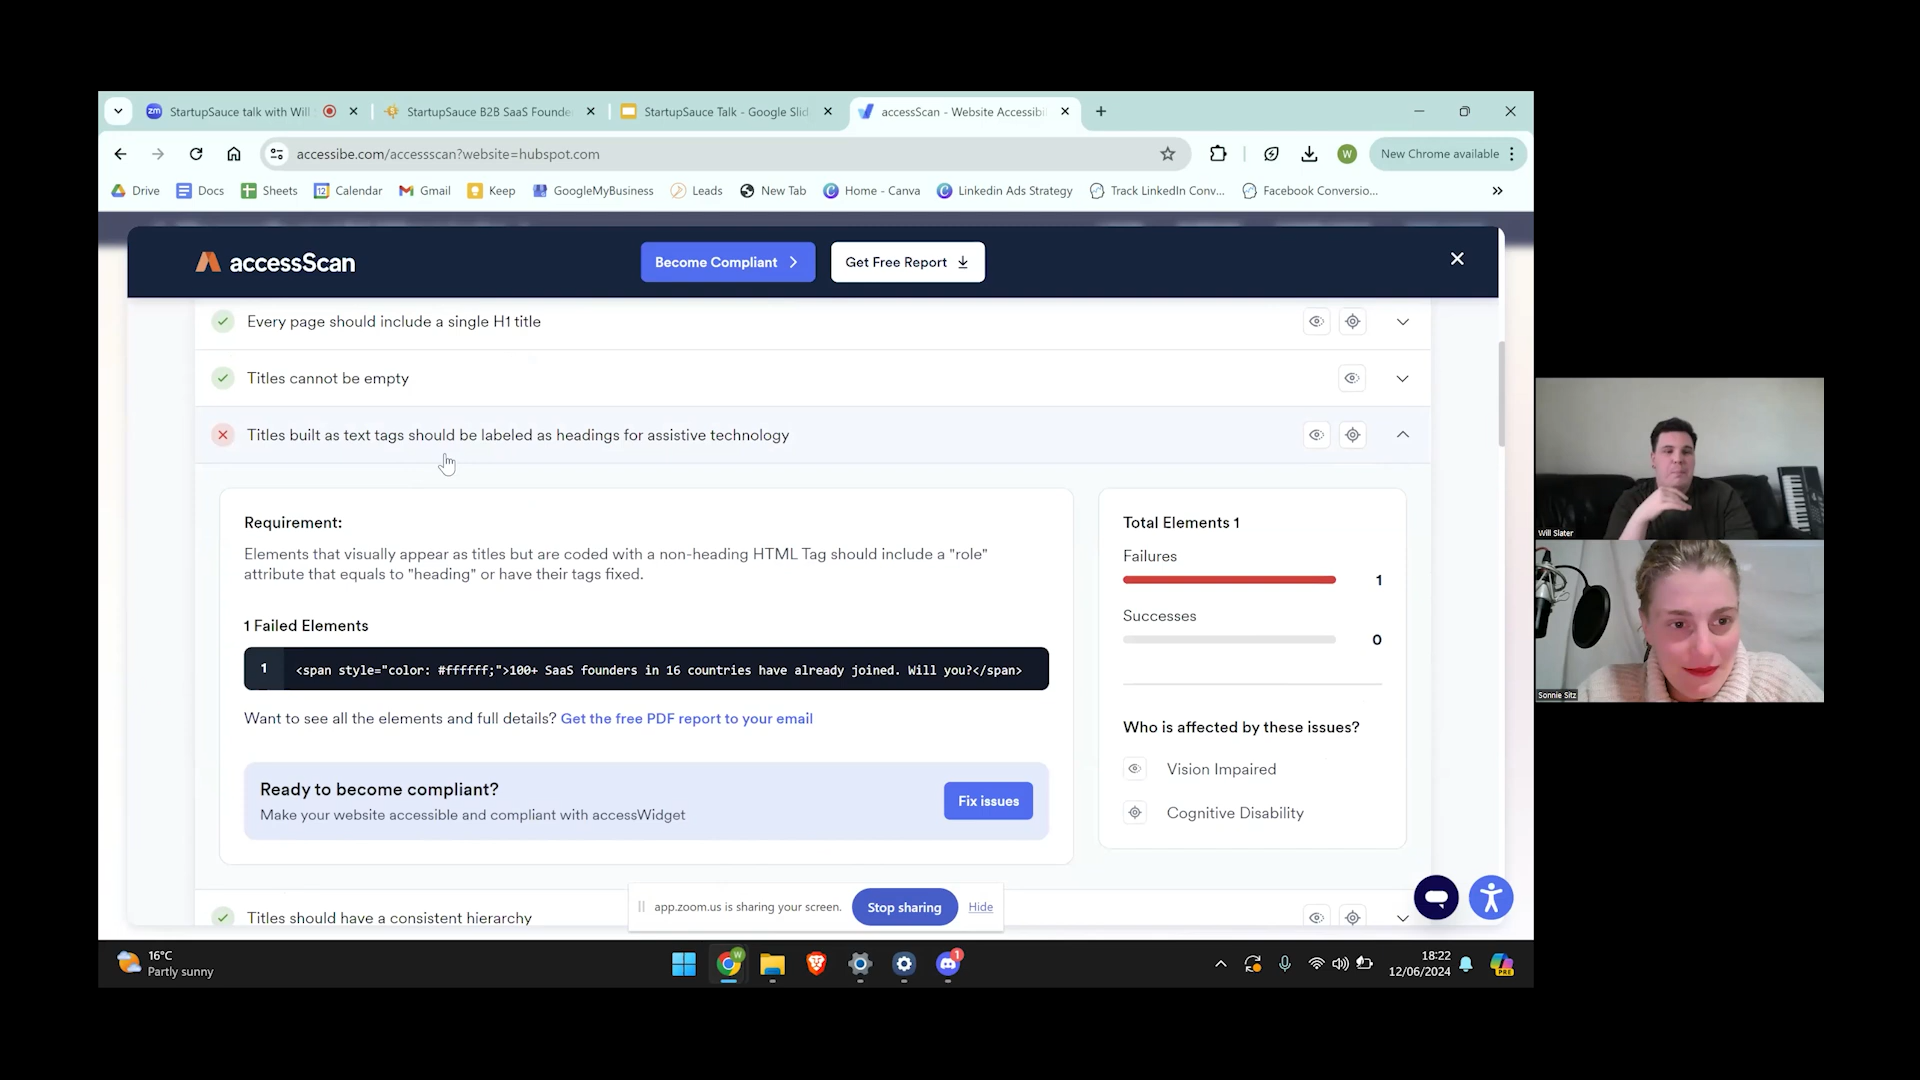 StartupSauce talk with Will
StartupSauce B2B SaaS Founde
StartupSauce Talk - Google Slid
accessScan - Website Accessibi
accessibe.com/accessscan?website=hubspot.com
W
New Chrome available
Drive
Docs
Sheets
Calendar
Gmail
Keep
GoogleMyBusiness
Leads
New Tab
Home - Canva
Linkedin Ads Strategy
Track LinkedIn Conv...
Facebook Conversio...
accessScan
Become Compliant
Get Free Report
Every page should include a single H1 title
Titles cannot be empty
Titles built as text tags should be labeled as headings for assistive technology
Requirement:
Elements that visually appear as titles but are coded with a non-heading HTML Tag should include a "role"
attribute that equals to "heading" or have their tags fixed.
1 Failed Elements
1 <span style="color: #ffffff;">100+ SaaS founders in 16 countries have already joined. Will you?</span>
Want to see all the elements and full details? Get the free PDF report to your email
Ready to become compliant?
Make your website accessible and compliant with accessWidget
Fix issues
Total Elements 1
Failures
1
Successes
0
Who is affected by these issues?
Vision Impaired
Cognitive Disability
Titles should have a consistent hierarchy
app.zoom.us is sharing your screen.
Stop sharing
Hide
Will Slater
Sonnie Sitz
16°C
Partly sunny
18:22
12/06/2024